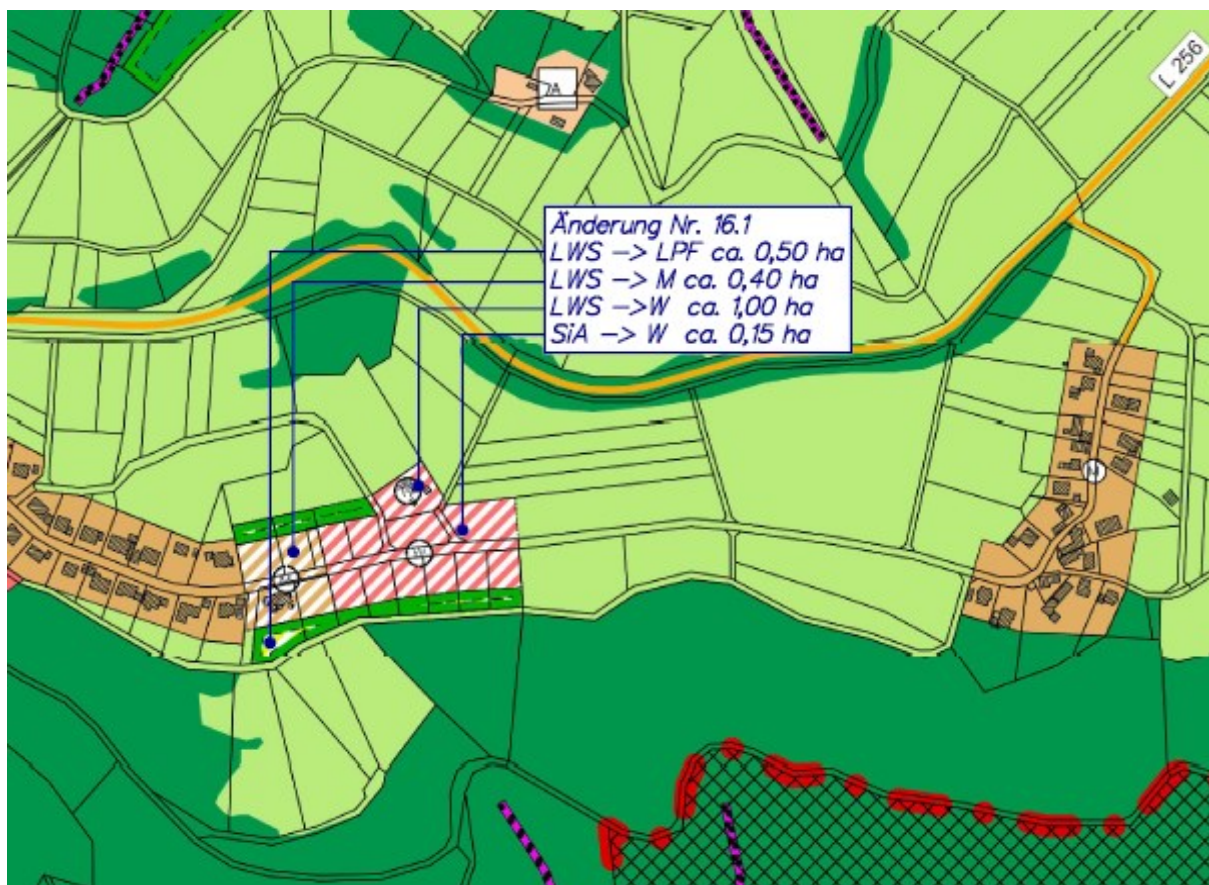 L 256
Änderung Nr. 16.1
LWS -> LPF ca. 0,50 ha
LWS -> M ca. 0,40 ha
LWS ->W ca. 1,00 ha
SiA -> W ca. 0,15 ha
M